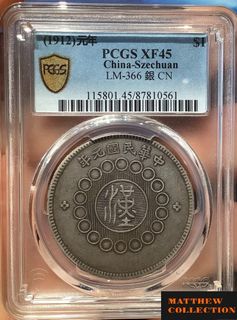 (1912)元年 $1
PCGS XF45
China-Szechuan
LM-366 銀 CN
115801.45/87810561
PCGS
年元國民華中
漢
MATTHEW
COLLECTION